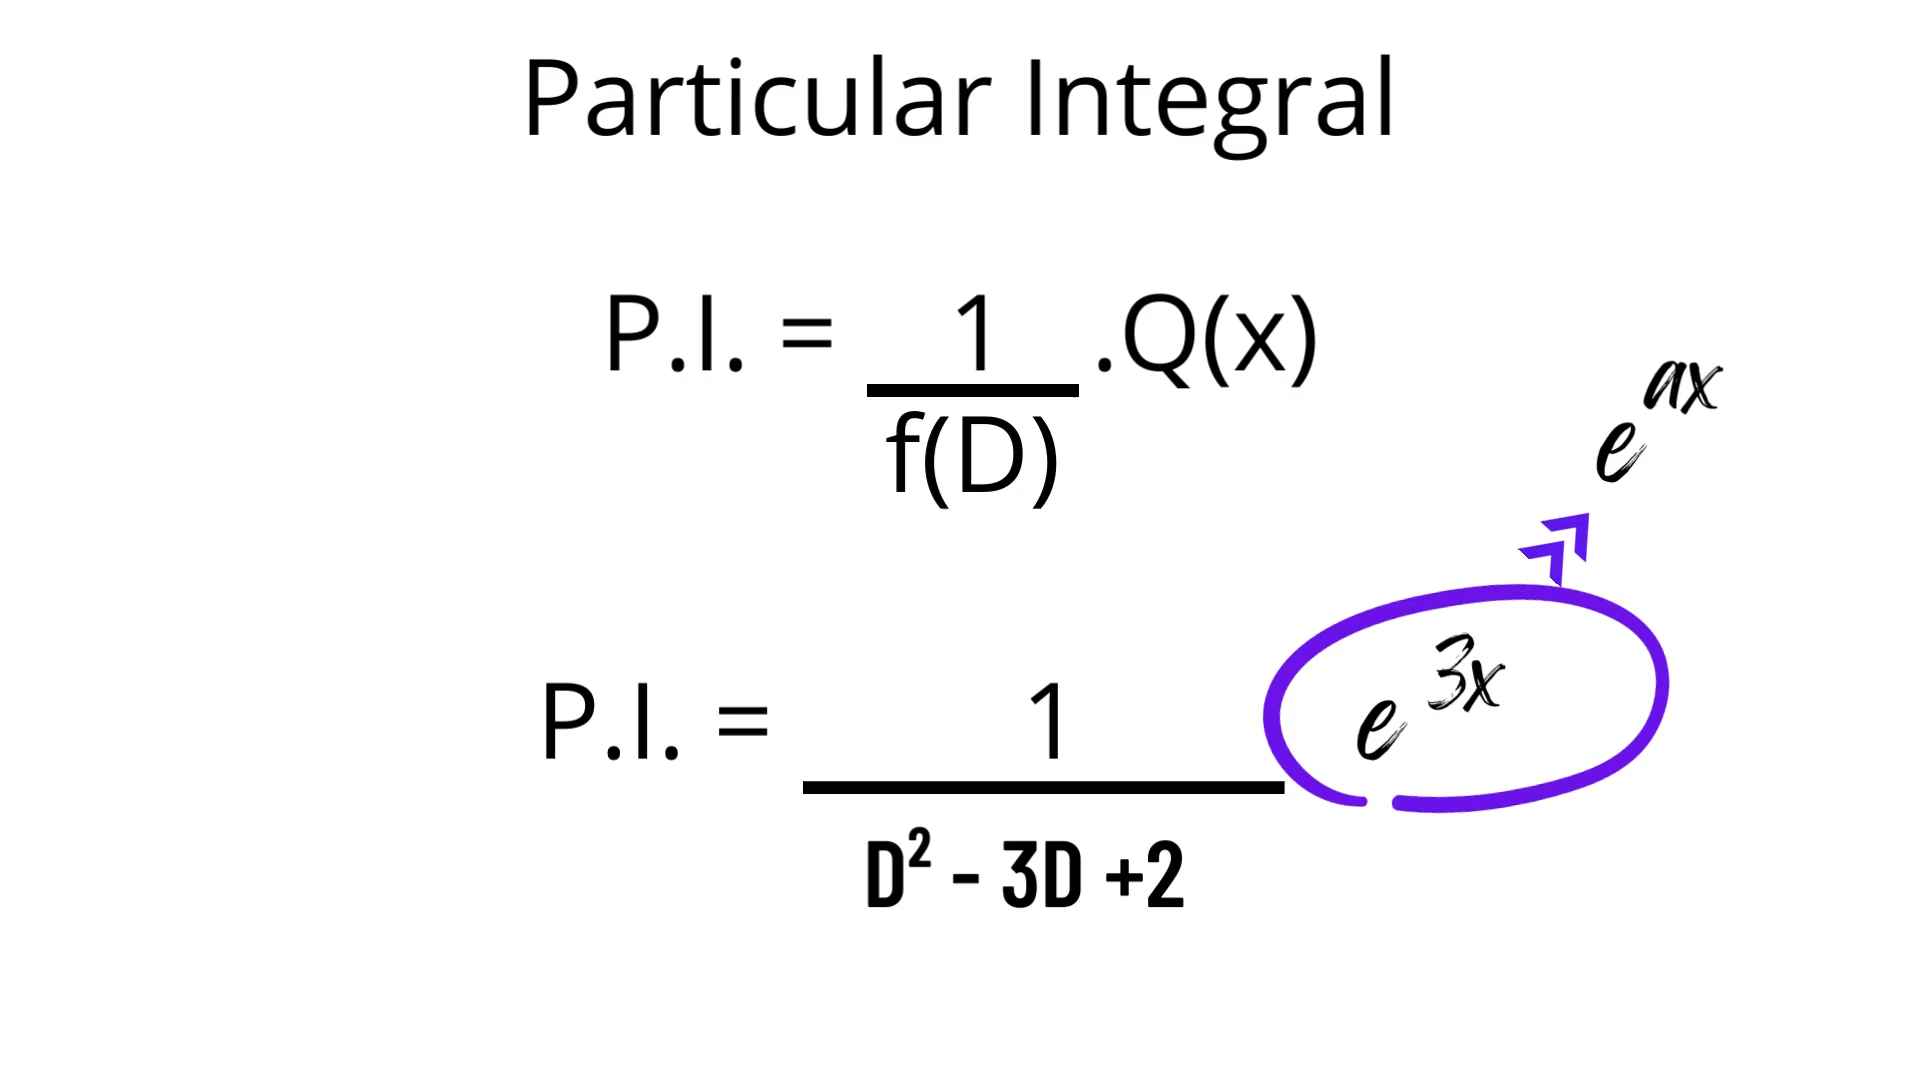 Particular Integral
P.I. = 1 .Q(x)
f(D)
e^ax
P.I. = 1 e^3x
D² - 3D +2